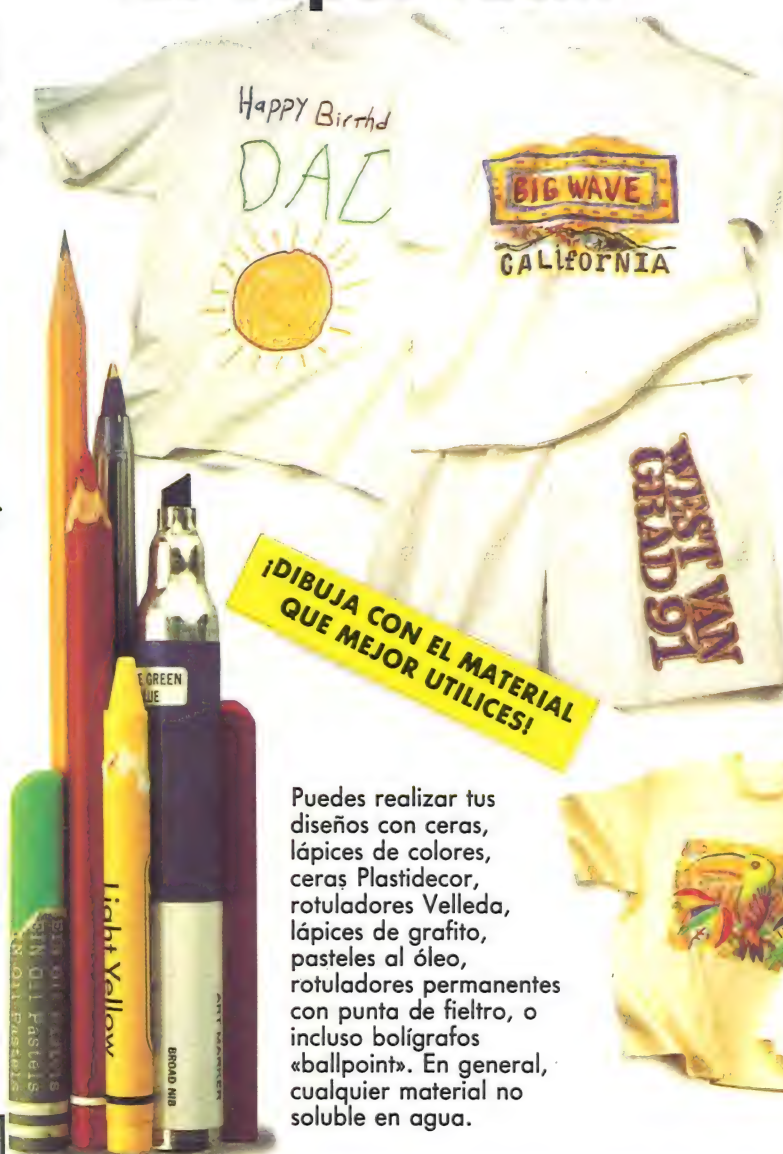 Happy Birthd
DAD
BIG WAVE
CALIFORNIA
WEST VAN
GRAD 91
¡DIBUJA CON EL MATERIAL
QUE MEJOR UTILICES!
E GREEN
UE
Light Yellow
Oil Pastels
ART MARKER
BROAD NIB
Puedes realizar tus
diseños con ceras,
lápices de colores,
ceras Plastidecor,
rotuladores Velleda,
lápices de grafito,
pasteles al óleo,
rotuladores permanentes
con punta de fieltro, o
incluso bolígrafos
«ballpoint». En general,
cualquier material no
soluble en agua.